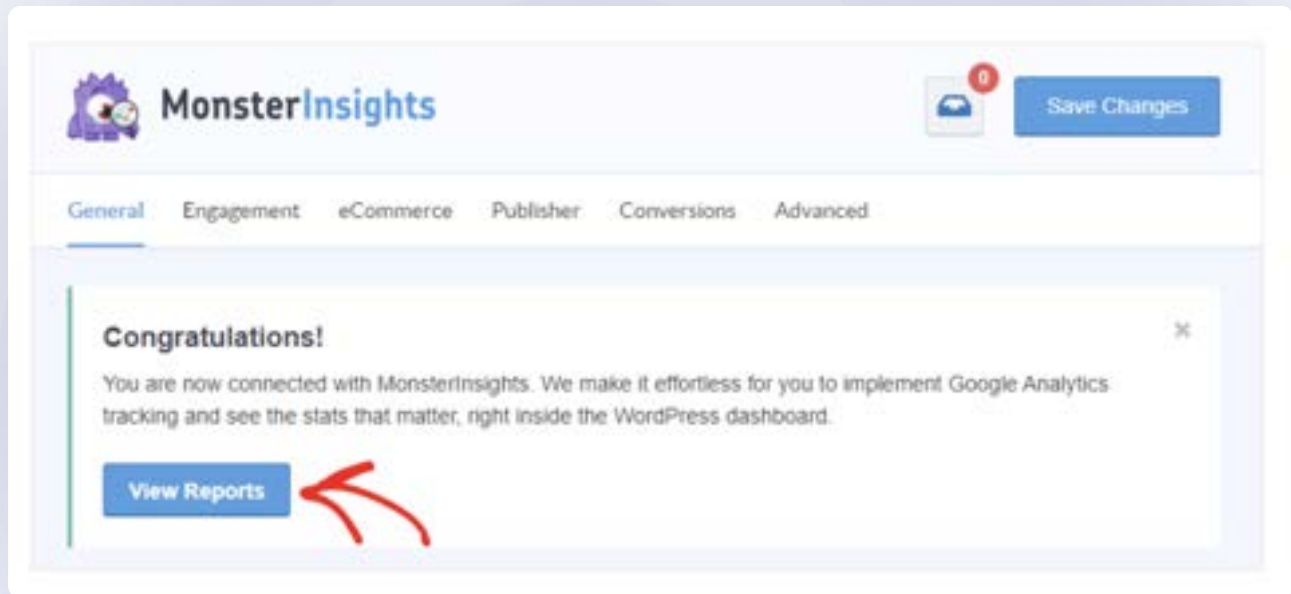 MonsterInsights
0
Save Changes
General Engagement eCommerce Publisher Conversions Advanced
Congratulations!
You are now connected with MonsterInsights. We make it effortless for you to implement Google Analytics
tracking and see the stats that matter, right inside the WordPress dashboard.
View Reports